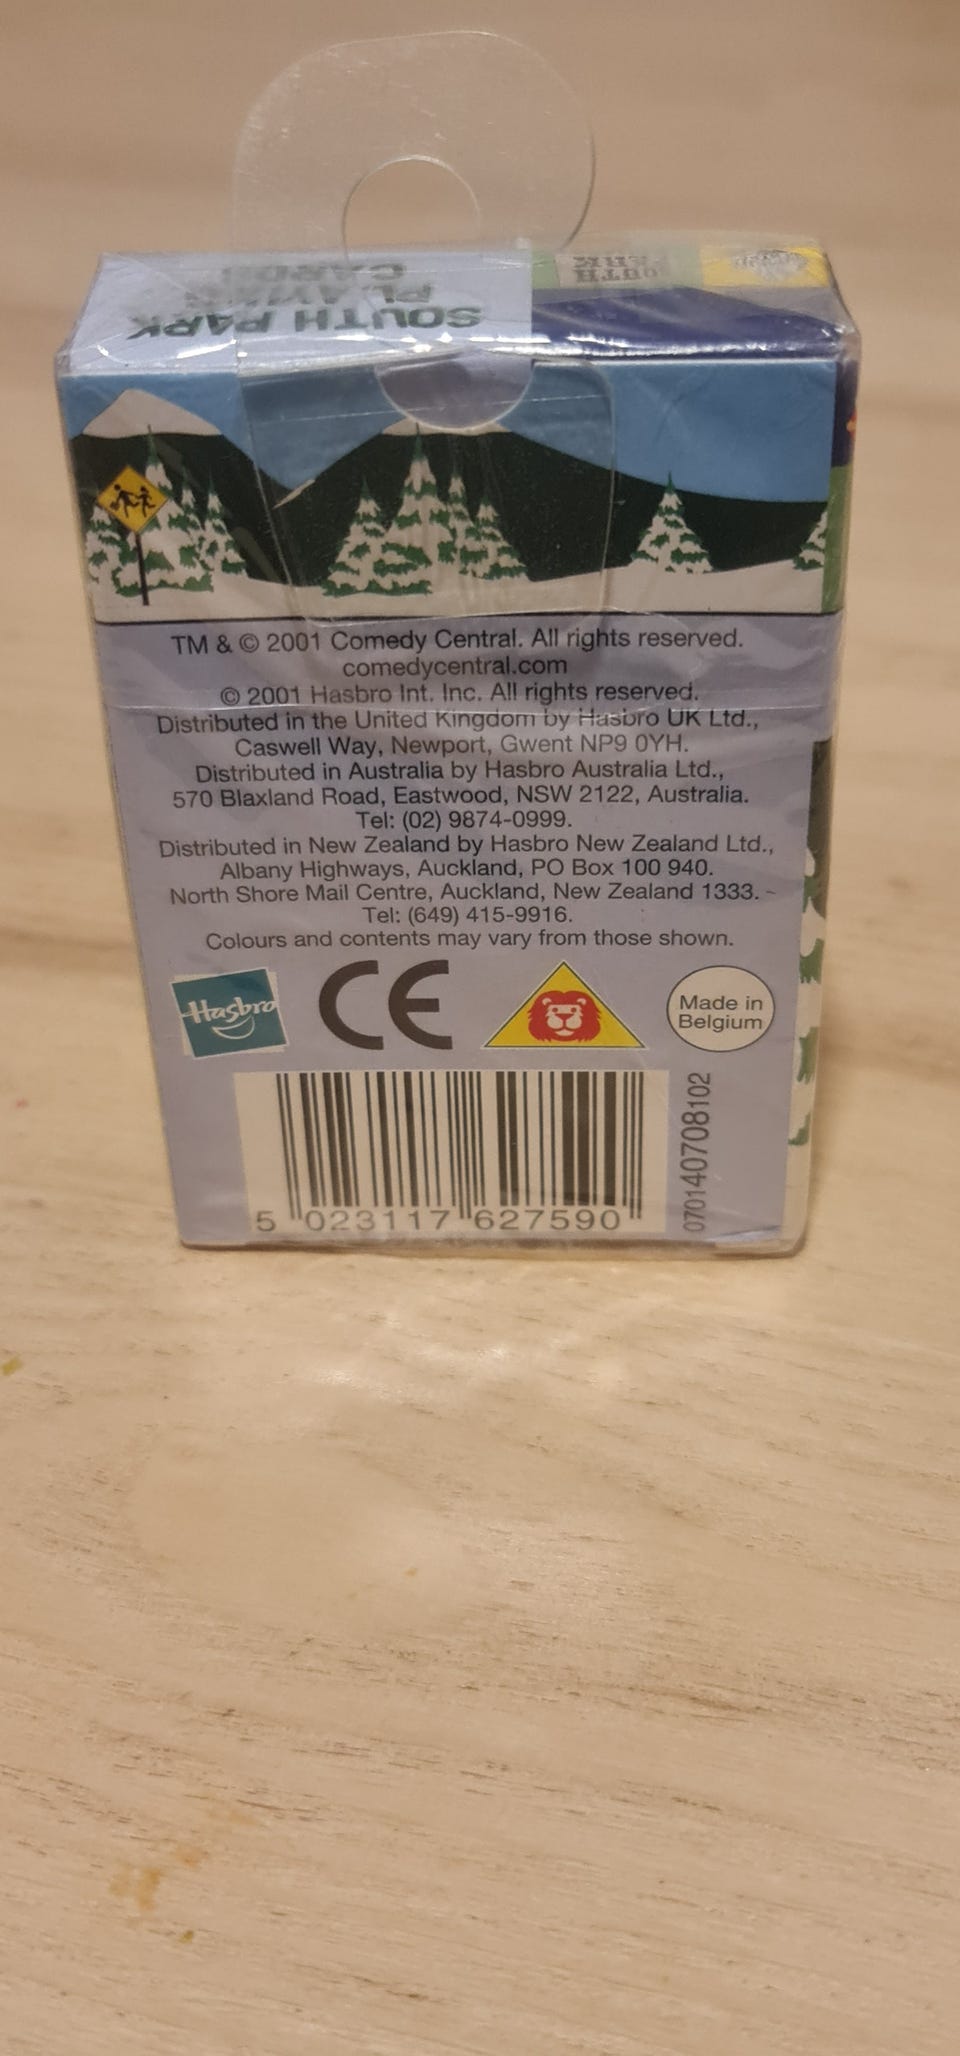 SOUTH PARK
PLAYING
CARDS
SOUTH
PARK
TM & © 2001 Comedy Central. All rights reserved.
comedycentral.com
© 2001 Hasbro Int. Inc. All rights reserved.
Distributed in the United Kingdom by Hasbro UK Ltd.,
Caswell Way, Newport, Gwent NP9 0YH.
Distributed in Australia by Hasbro Australia Ltd.,
570 Blaxland Road, Eastwood, NSW 2122, Australia.
Tel: (02) 9874-0999.
Distributed in New Zealand by Hasbro New Zealand Ltd.,
Albany Highways, Auckland, PO Box 100 940.
North Shore Mail Centre, Auckland, New Zealand 1333.
Tel: (649) 415-9916.
Colours and contents may vary from those shown.
Hasbro
CE
Made in
Belgium
5 023117 627590
070140708102